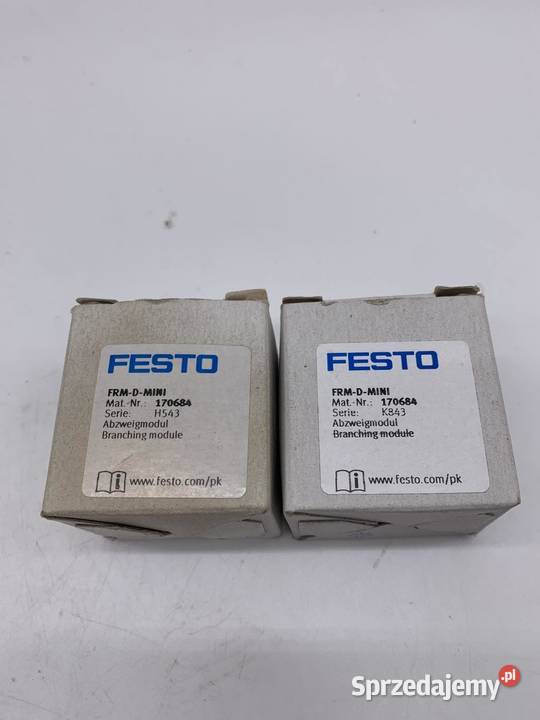 FESTO
FRM-D-MINI
Mat.-Nr.: 170684
Serie: H543
Abzweigmodul
Branching module
i www.festo.com/pk
FESTO
FRM-D-MINI
Mat.-Nr.: 170684
Serie: K843
Abzweigmodul
Branching module
i www.festo.com/pk
Sprzedajemy.pl